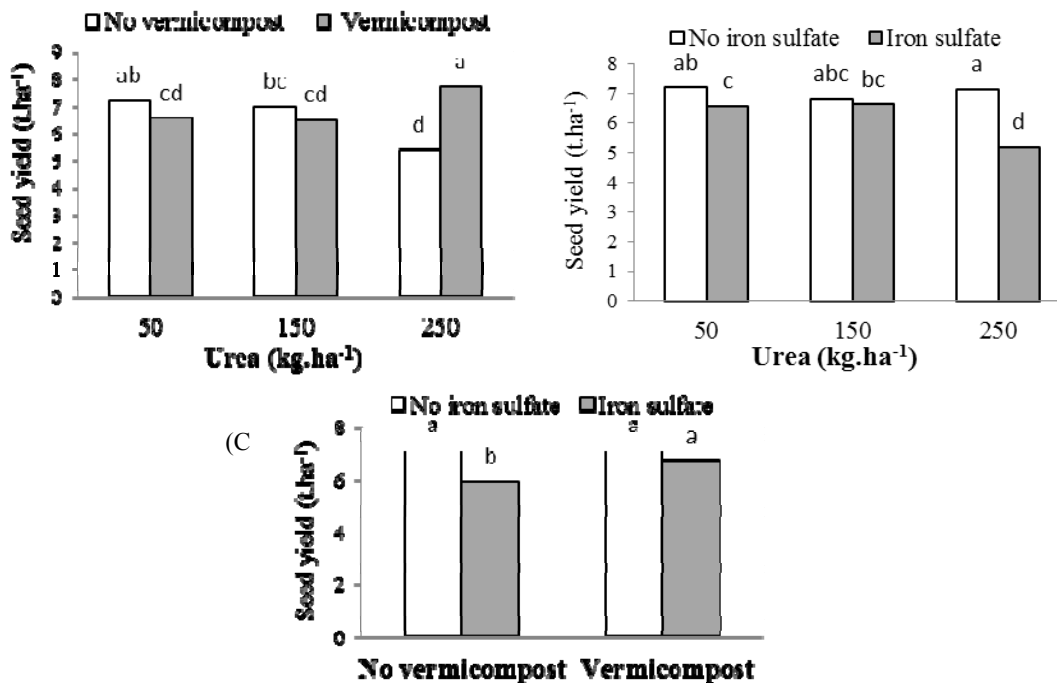 No vermicompost Vermicompost
Seed yield (t.ha⁻¹)
9
8
7
6
5
4
3
2
1
0
ab
cd
bc
cd
d
a
50 150 250
Urea (kg.ha⁻¹)
No iron sulfate Iron sulfate
Seed yield (t.ha⁻¹)
8
7
6
5
4
3
2
1
0
ab
c
abc
bc
a
d
50 150 250
Urea (kg.ha⁻¹)
(C
No iron sulfate Iron sulfate
Seed yield (t.ha⁻¹)
8
6
4
2
0
a
b
a
a
No vermicompost Vermicompost